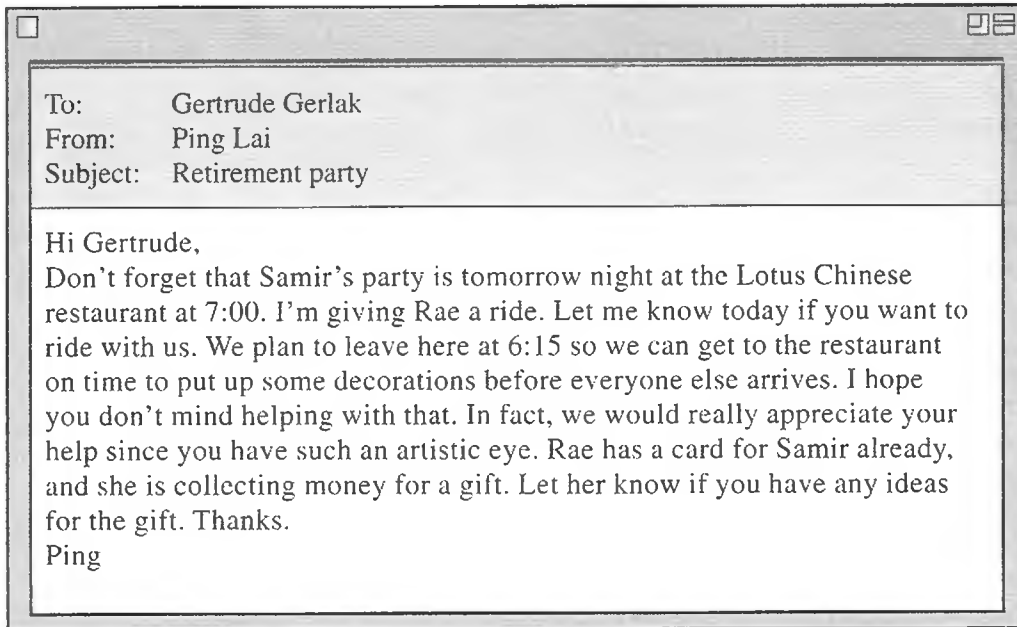 To: Gertrude Gerlak
From: Ping Lai
Subject: Retirement party
Hi Gertrude,
Don't forget that Samir's party is tomorrow night at the Lotus Chinese
restaurant at 7:00. I'm giving Rae a ride. Let me know today if you want to
ride with us. We plan to leave here at 6:15 so we can get to the restaurant
on time to put up some decorations before everyone else arrives. I hope
you don't mind helping with that. In fact, we would really appreciate your
help since you have such an artistic eye. Rae has a card for Samir already,
and she is collecting money for a gift. Let her know if you have any ideas
for the gift. Thanks.
Ping